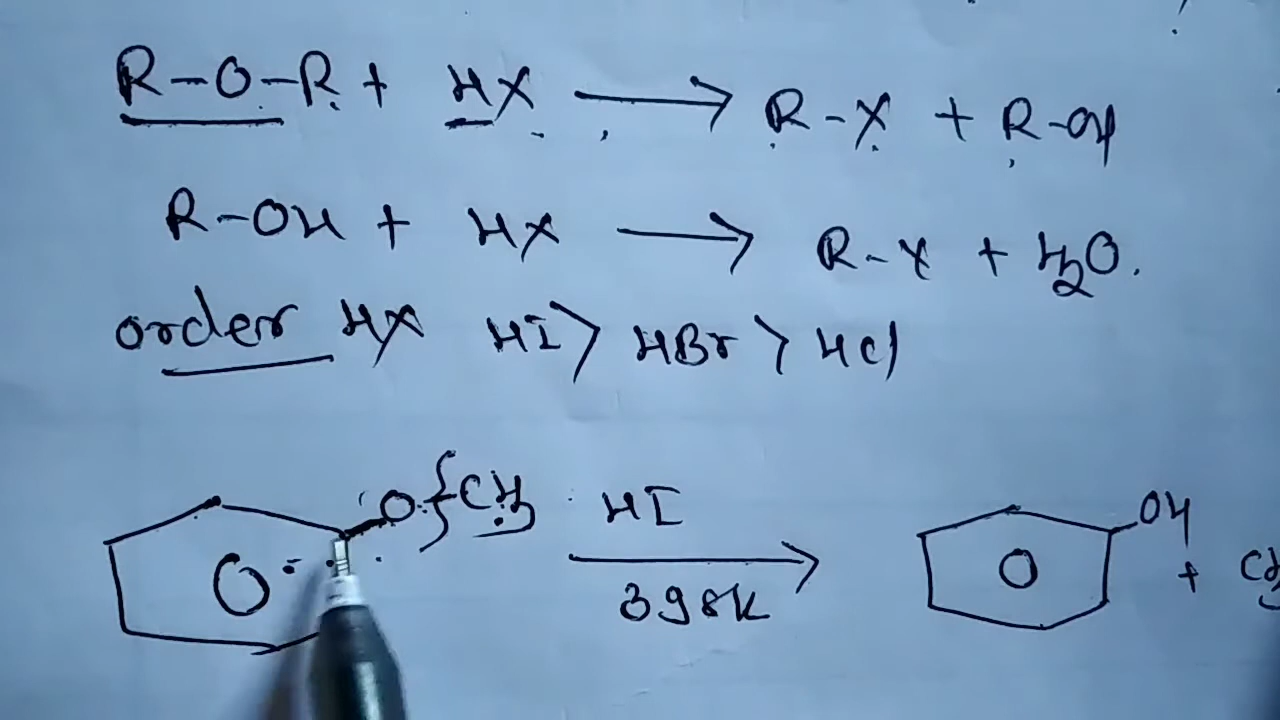 R-O-R + HX → R-X + R-OH
R-OH + HX → R-X + H2O.
order HX HI > HBr > HCl
O{CH3 HI 398K → OH +